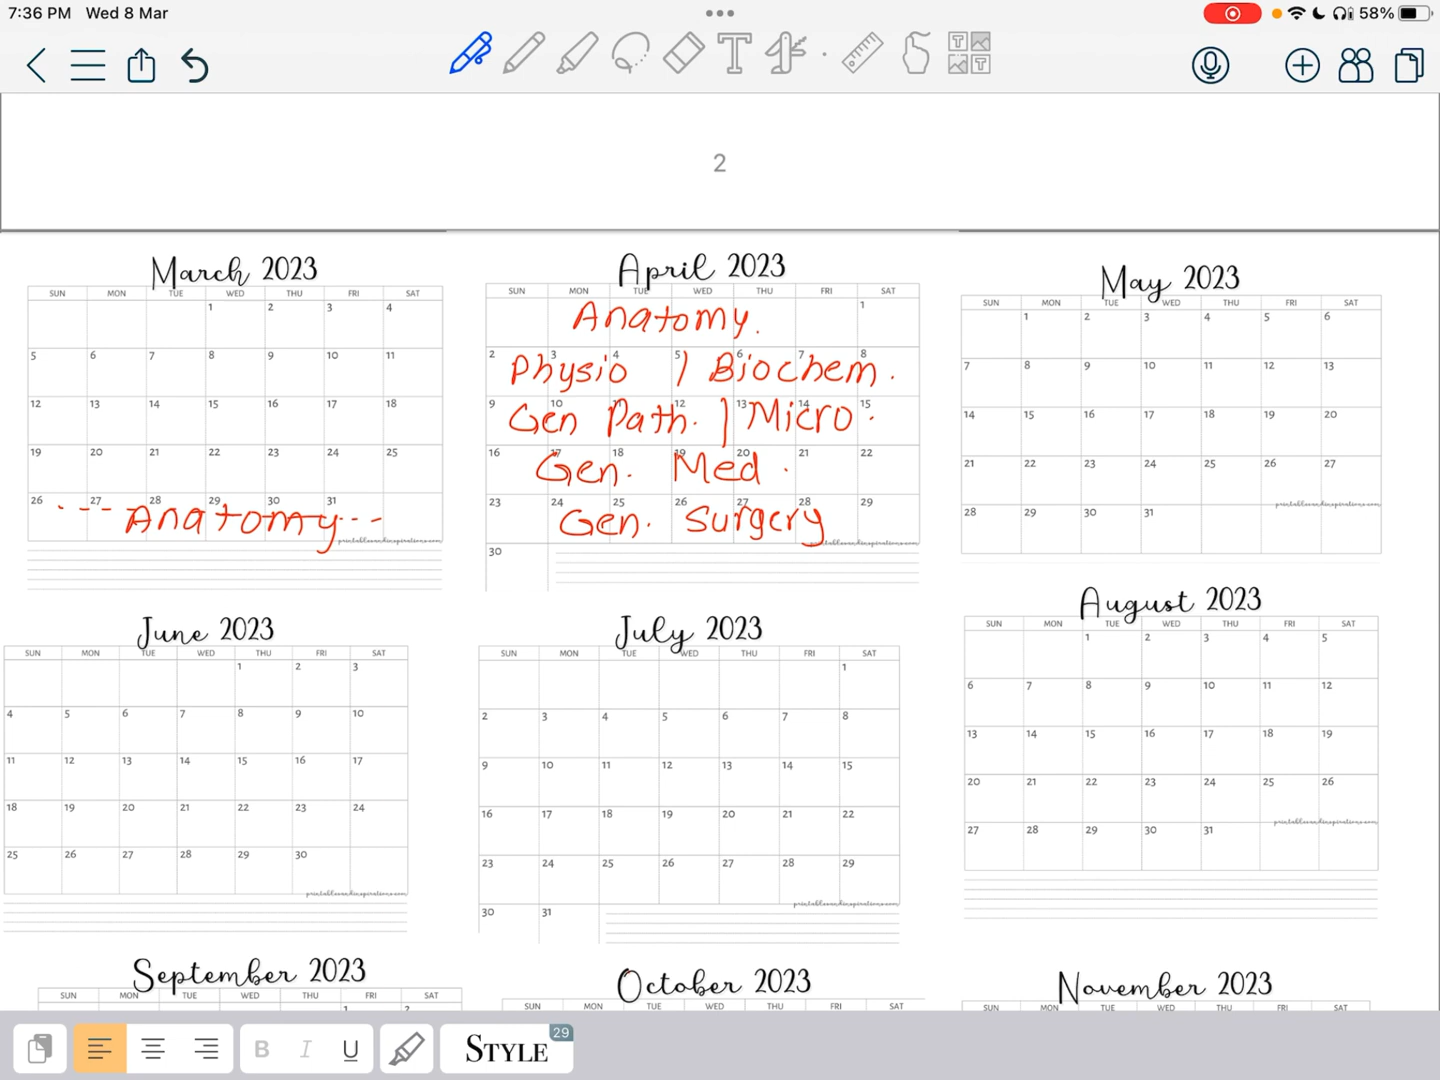 7:36 PM Wed 8 Mar
58%
2
March 2023
SUN MON TUE WED THU FRI SAT
1 2 3 4
5 6 7 8 9 10 11
12 13 14 15 16 17 18
19 20 21 22 23 24 25
26 27 28 29 30 31
--- Anatomy ---
April 2023
SUN MON TUE WED THU FRI SAT
1
Anatomy.
2 3 4 5 6 7 8
Physio / Biochem.
9 10 11 12 13 14 15
Gen Path. | Micro.
16 17 18 19 20 21 22
Gen. Med.
23 24 25 26 27 28 29
Gen. Surgery
30
May 2023
SUN MON TUE WED THU FRI SAT
1 2 3 4 5 6
7 8 9 10 11 12 13
14 15 16 17 18 19 20
21 22 23 24 25 26 27
28 29 30 31
June 2023
SUN MON TUE WED THU FRI SAT
1 2 3
4 5 6 7 8 9 10
11 12 13 14 15 16 17
18 19 20 21 22 23 24
25 26 27 28 29 30
July 2023
SUN MON TUE WED THU FRI SAT
1
2 3 4 5 6 7 8
9 10 11 12 13 14 15
16 17 18 19 20 21 22
23 24 25 26 27 28 29
30 31
August 2023
SUN MON TUE WED THU FRI SAT
1 2 3 4 5
6 7 8 9 10 11 12
13 14 15 16 17 18 19
20 21 22 23 24 25 26
27 28 29 30 31
September 2023
SUN MON TUE WED THU FRI SAT
1 2
October 2023
SUN MON TUE WED THU FRI SAT
November 2023
SUN MON TUE WED THU FRI SAT
B I U STYLE 29